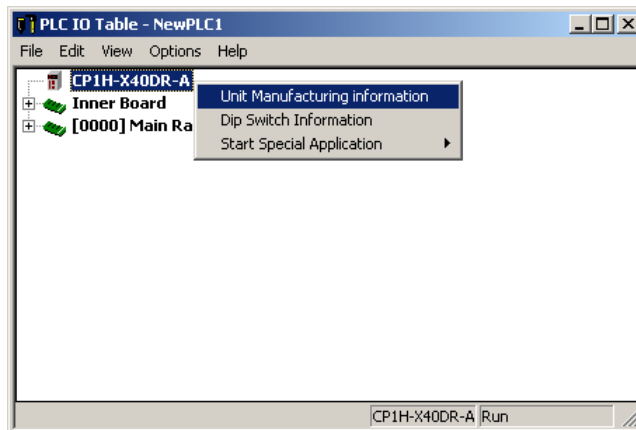 PLC IO Table - NewPLC1
File Edit View Options Help
CP1H-X40DR-A
Inner Board
[0000] Main Ra
Unit Manufacturing information
Dip Switch Information
Start Special Application
CP1H-X40DR-A Run